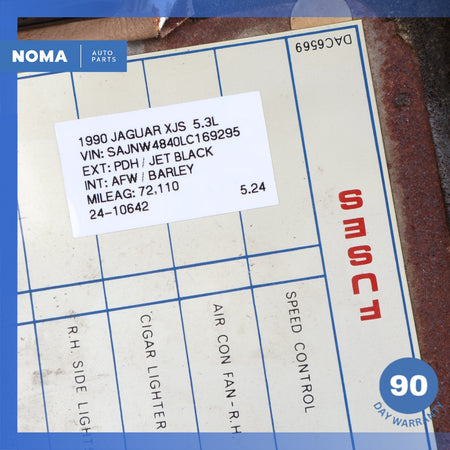 NOMA
AUTO
PARTS
DAC6569
1990 JAGUAR XJS 5.3L
VIN: SAJNW4840LC169295
EXT: PDH / JET BLACK
INT: AFW / BARLEY
MILEAG: 72,110
24-10642
5.24
FUSES
R.H. SIDE LIGHT
CIGAR LIGHTER
AIR CON FAN-R.H
SPEED CONTROL
90
DAY WARRANTY